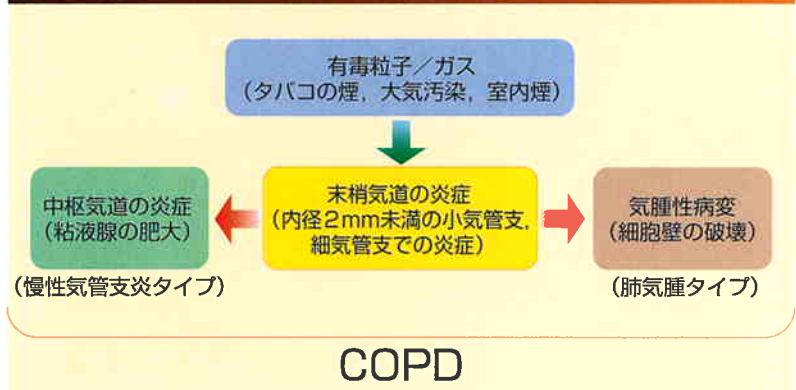 有毒粒子／ガス
（タバコの煙，大気汚染，室内煙）
中枢気道の炎症
（粘液腺の肥大）
（慢性気管支炎タイプ）
末梢気道の炎症
（内径2mm未満の小気管支，
細気管支での炎症）
気腫性病変
（細胞壁の破壊）
（肺気腫タイプ）
COPD